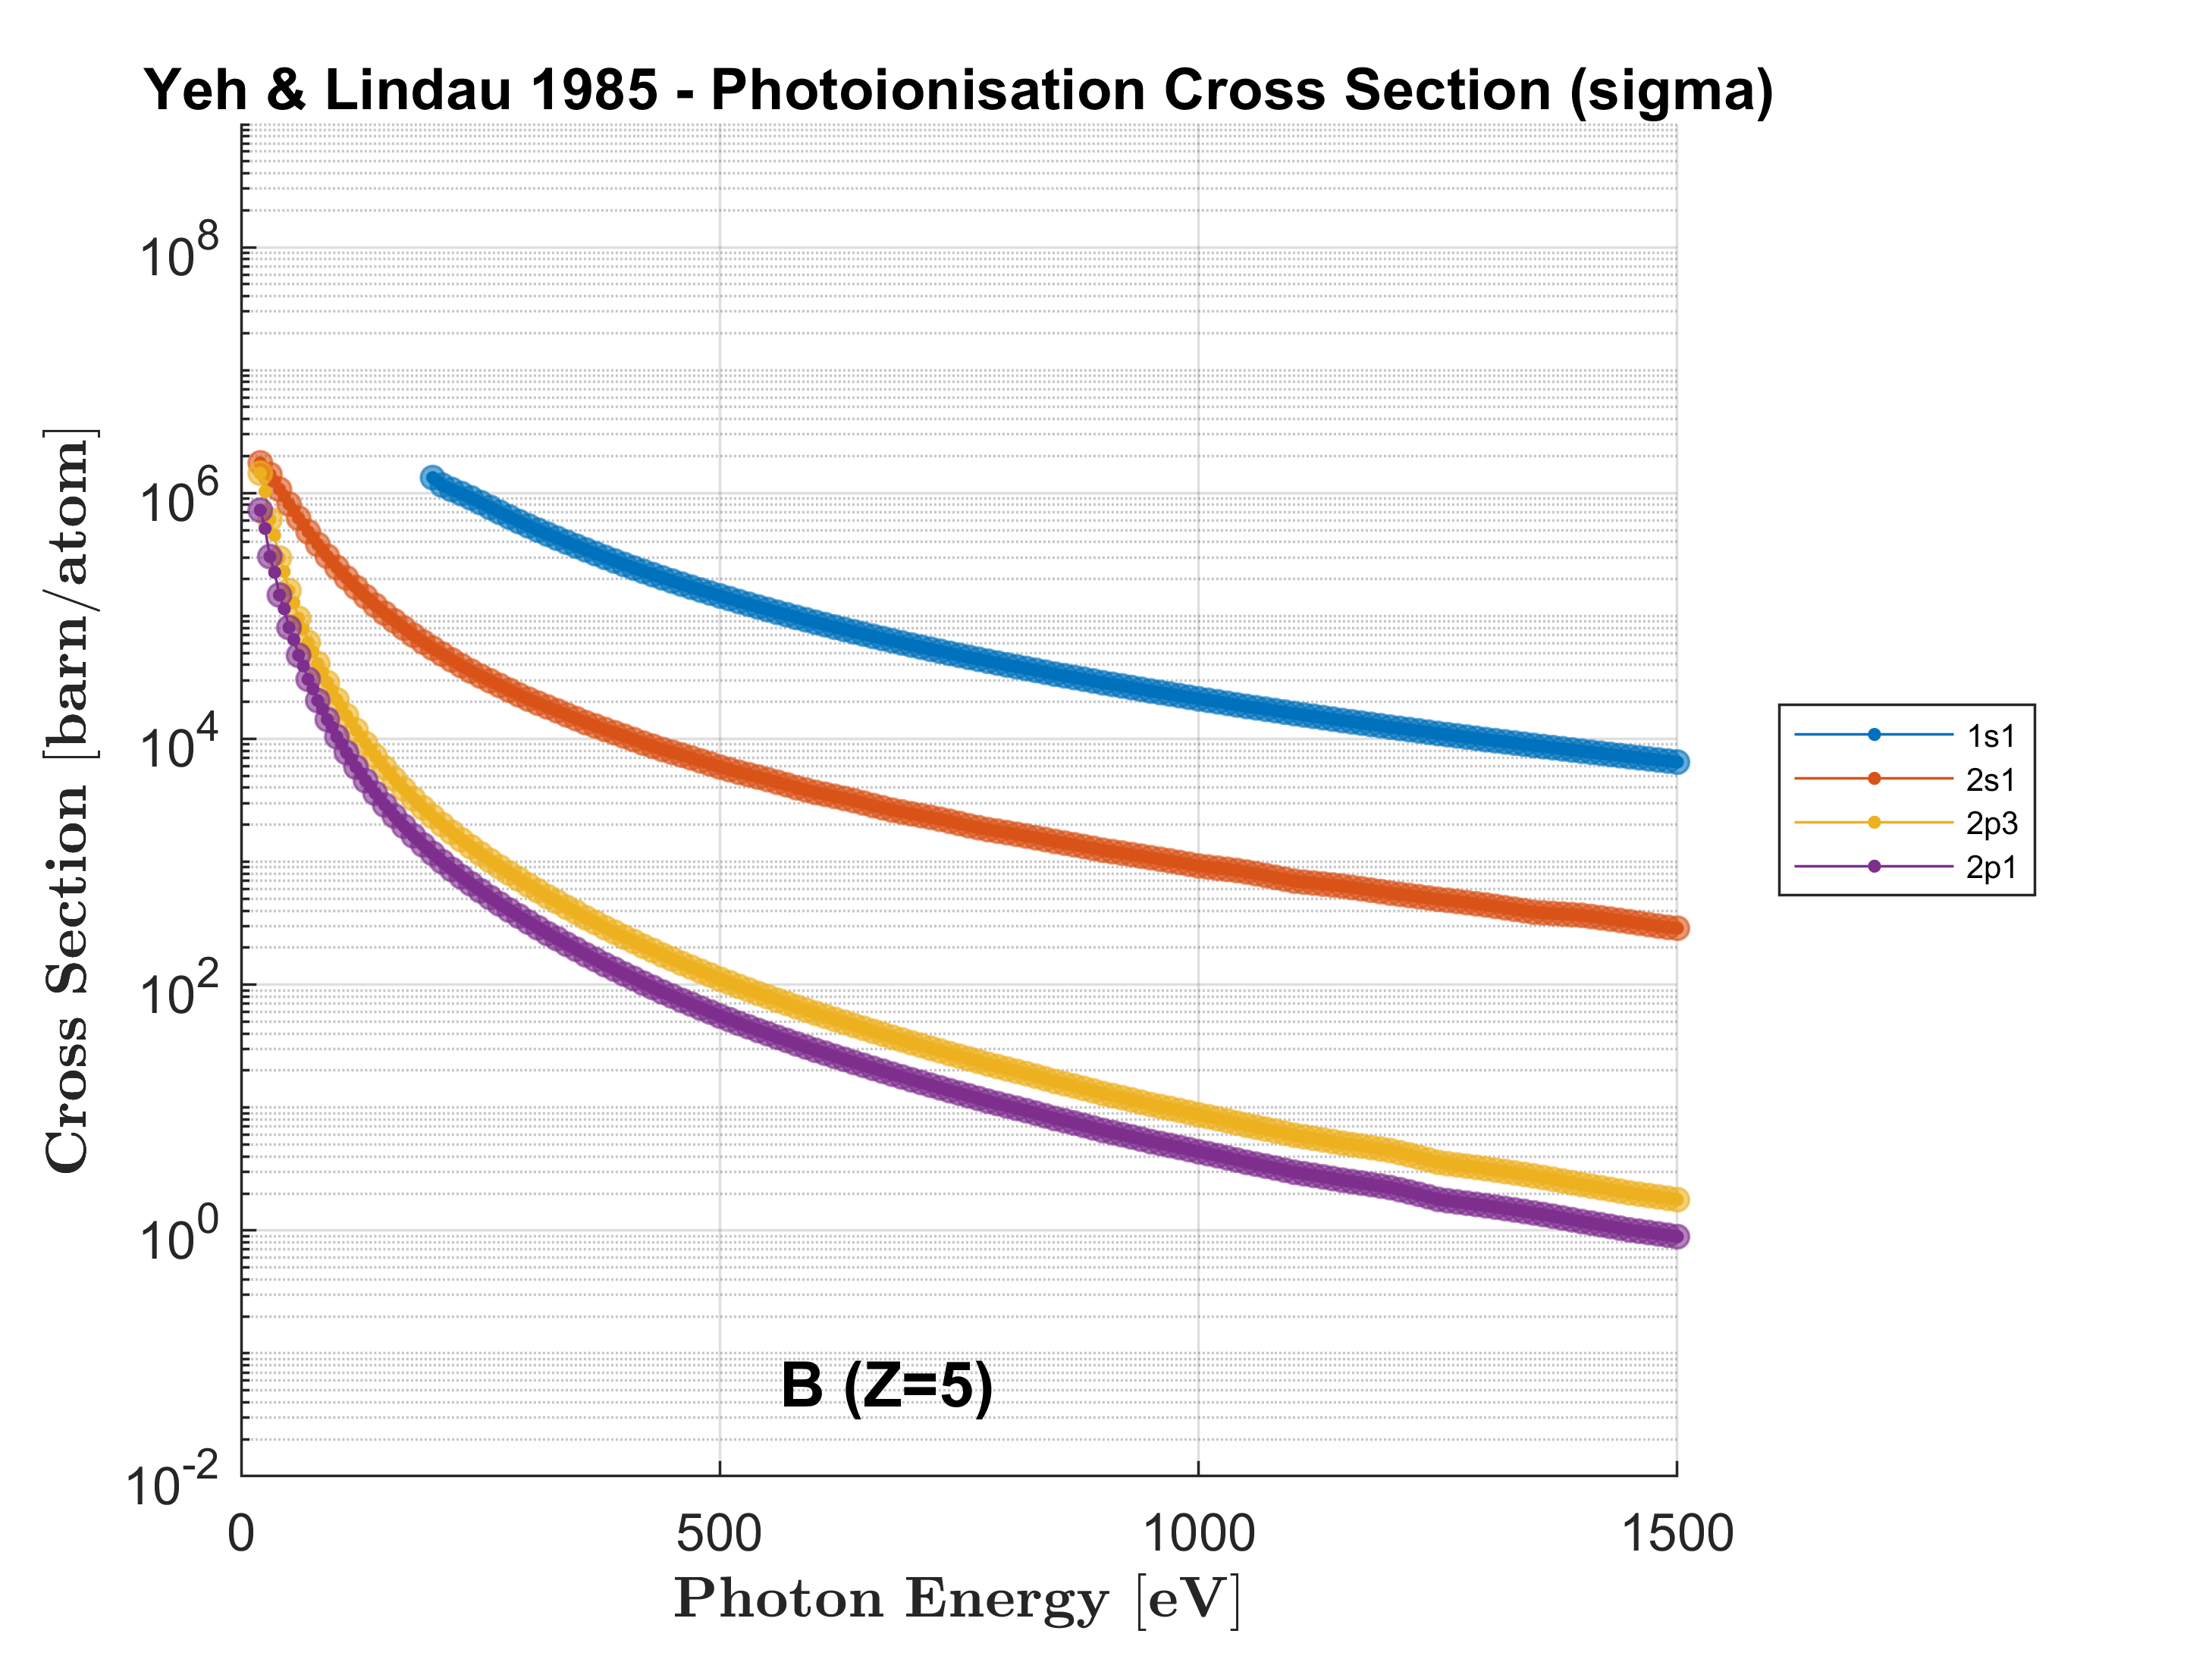 Yeh & Lindau 1985 - Photoionisation Cross Section (sigma)
Cross Section [barn/atom]
10^8
10^6
10^4
10^2
10^0
10^-2
0 500 1000 1500
Photon Energy [eV]
B (Z=5)
1s1
2s1
2p3
2p1